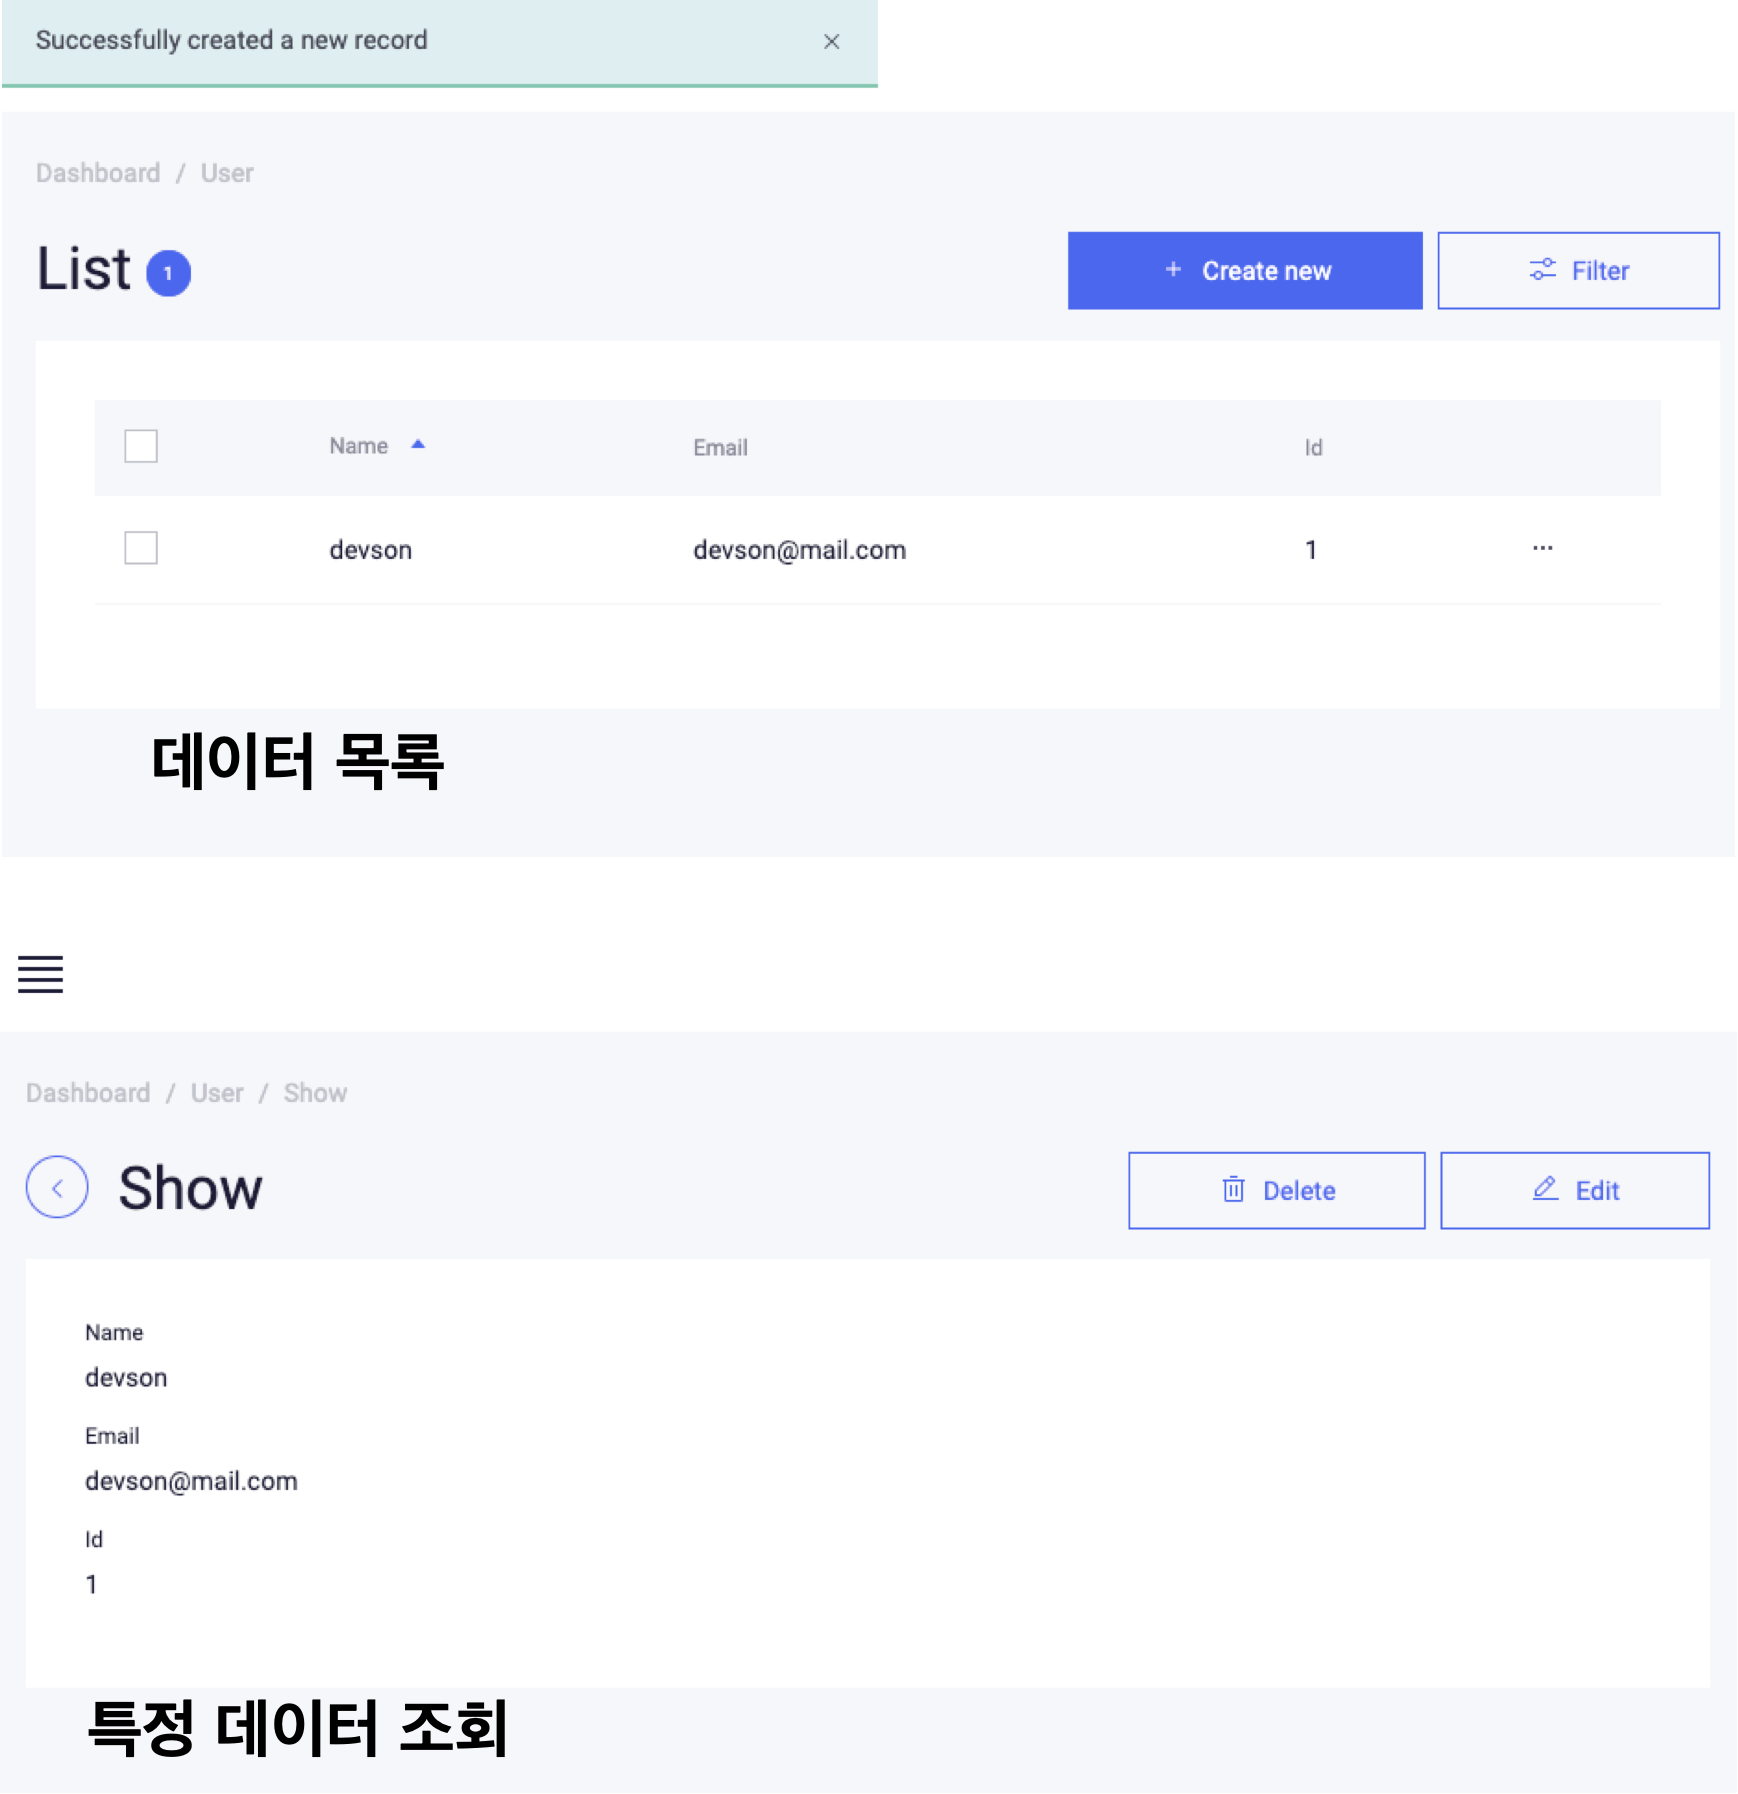 Successfully created a new record
Dashboard / User
List 1
+ Create new
Filter
Name Email Id
devson devson@mail.com 1 ...
데이터 목록
Dashboard / User / Show
Show
Delete
Edit
Name
devson
Email
devson@mail.com
Id
1
특정 데이터 조회